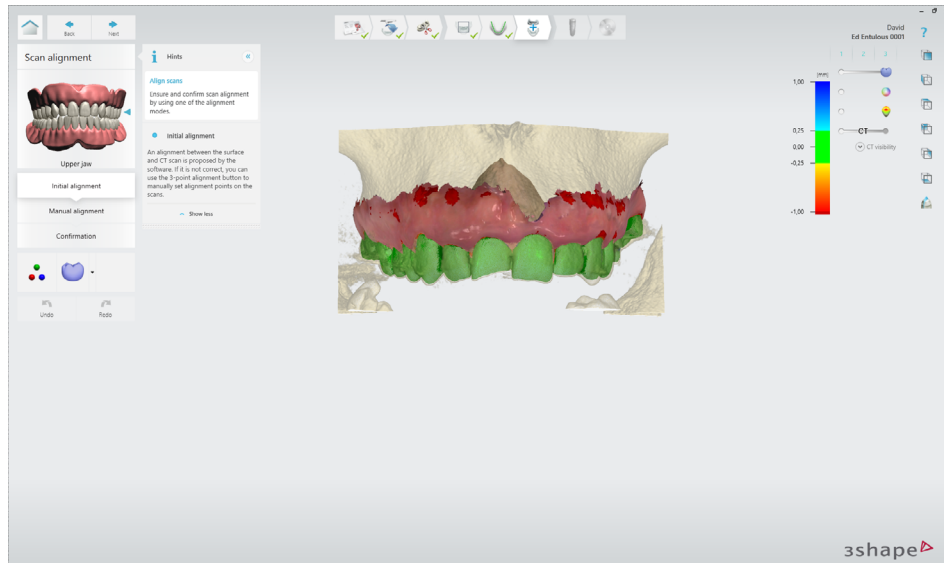 Back
Next
Scan alignment
Upper jaw
Initial alignment
Manual alignment
Confirmation
Undo
Redo
Hints
Align scans
Ensure and confirm scan alignment
by using one of the alignment
modes.
Initial alignment
An alignment between the surface
and CT scan is proposed by the
software. If it is not correct, you can
use the 3-point alignment button to
manually set alignment points on the
scans.
Show less
David
Ed Entulous 0001
?
1 2 3
[mm]
1,00
0,25
0,00
-0,25
-1,00
CT
CT visibility
3shape